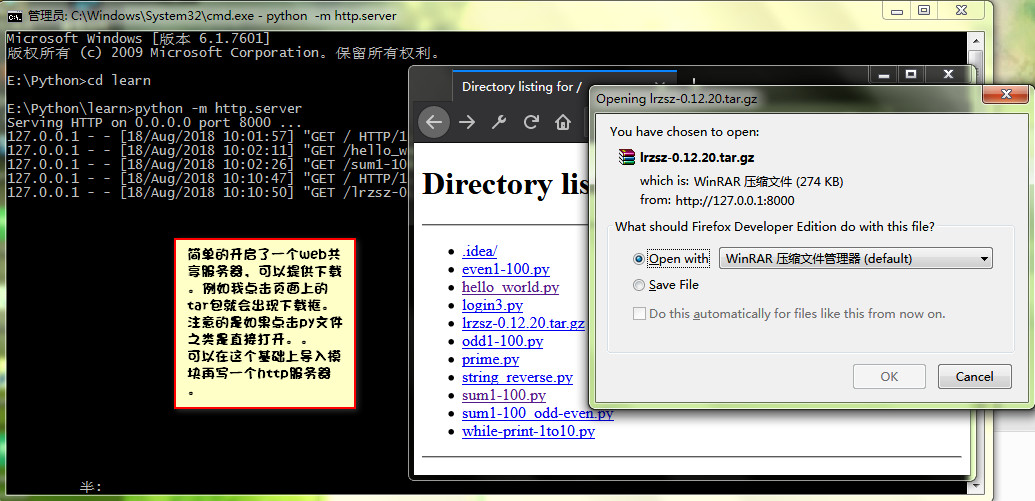 管理员: C:\Windows\System32\cmd.exe - python  -m http.server
Microsoft Windows [版本 6.1.7601]
版权所有 (c) 2009 Microsoft Corporation。保留所有权利。
E:\Python>cd learn
E:\Python\learn>python -m http.server
Serving HTTP on 0.0.0.0 port 8000 ...
127.0.0.1 - - [18/Aug/2018 10:01:57] "GET / HTTP/1
127.0.0.1 - - [18/Aug/2018 10:02:11] "GET /hello_w
127.0.0.1 - - [18/Aug/2018 10:02:26] "GET /sum1-10
127.0.0.1 - - [18/Aug/2018 10:10:47] "GET / HTTP/1
127.0.0.1 - - [18/Aug/2018 10:10:50] "GET /lrzsz-0
简单的开启了一个Web共
享服务器、可以提供下载
。例如我点击页面上的
tar包就会出现下载框。
注意的是如果点击py文件
之类是直接打开。。
可以在这个基础上导入模
块再写一个http服务器
。
半:
Directory listing for /
Directory lis
.idea/
even1-100.py
hello_world.py
login3.py
lrzsz-0.12.20.tar.gz
odd1-100.py
prime.py
string_reverse.py
sum1-100.py
sum1-100_odd-even.py
while-print-1to10.py
Opening lrzsz-0.12.20.tar.gz
You have chosen to open:
lrzsz-0.12.20.tar.gz
which is: WinRAR 压缩文件 (274 KB)
from: http://127.0.0.1:8000
What should Firefox Developer Edition do with this file?
Open with WinRAR 压缩文件管理器 (default)
Save File
Do this automatically for files like this from now on.
OK Cancel